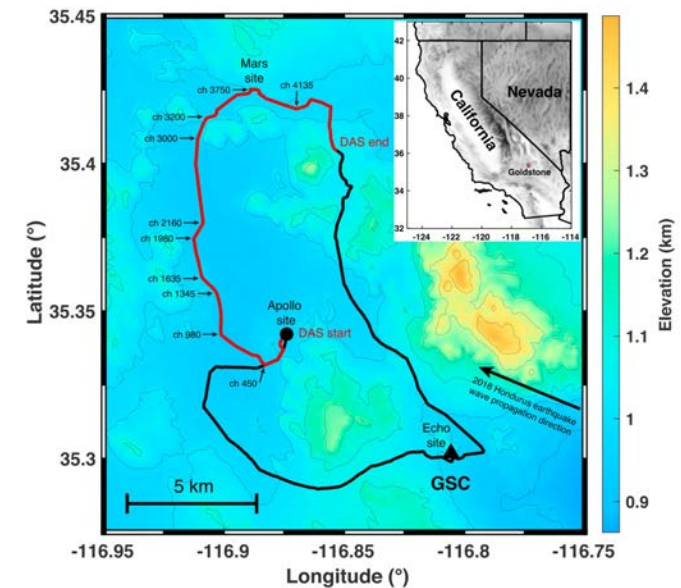 35.45
35.4
35.35
35.3
Latitude (°)
-116.95
-116.9
-116.85
-116.8
-116.75
Longitude (°)
Mars
site
ch 3750
ch 4135
ch 3200
ch 3000
DAS end
ch 2160
ch 1980
ch 1635
ch 1345
Apollo
site
DAS start
ch 980
ch 450
2018 Hondurus earthquake
wave propagation direction
Echo
site
GSC
5 km
42
40
38
36
34
32
-124
-122
-120
-118
-116
-114
California
Nevada
Goldstone
1.4
1.3
1.2
1.1
1
0.9
Elevation (km)